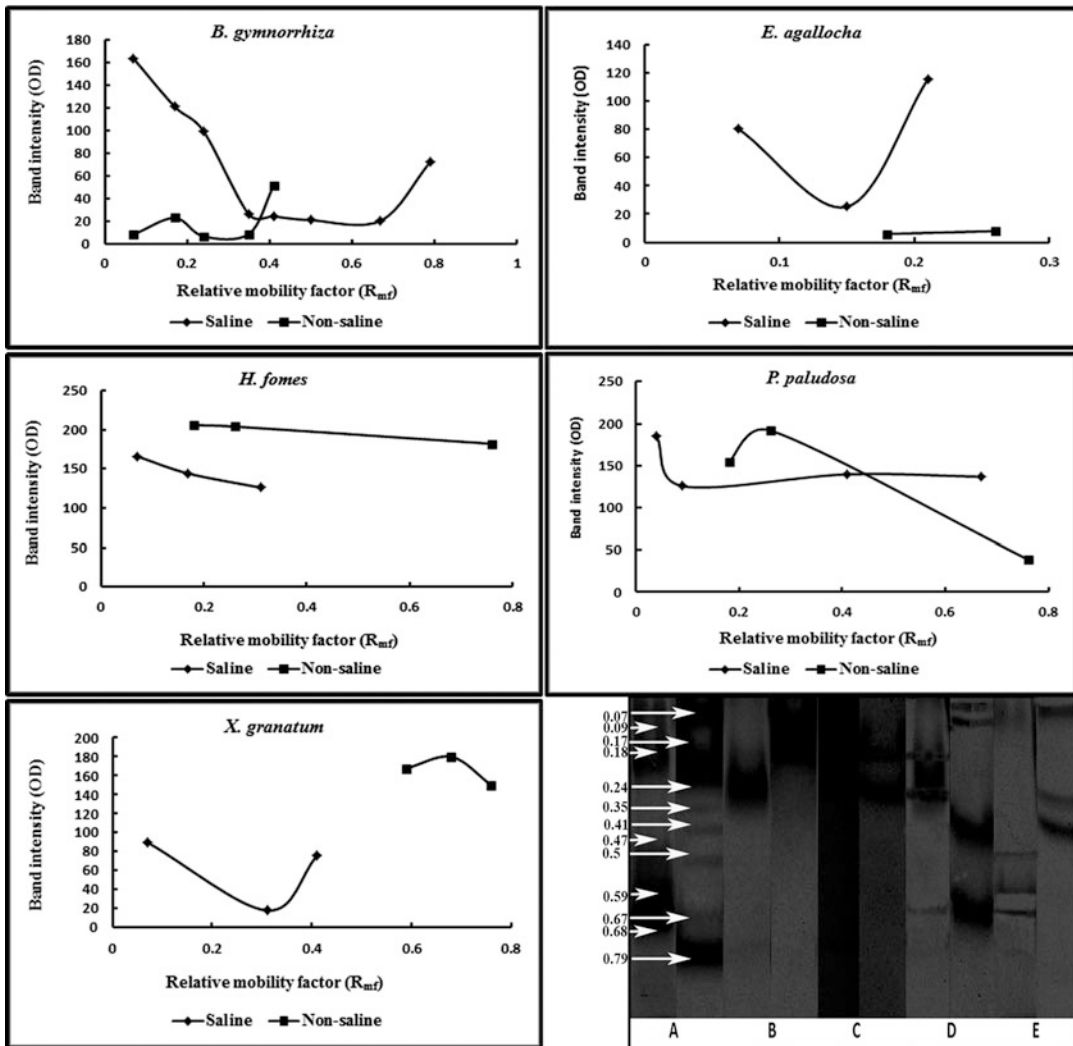 B. gymnorrhiza
Band intensity (OD)
180
160
140
120
100
80
60
40
20
0
0 0.2 0.4 0.6 0.8 1
Relative mobility factor (Rmf)
Saline Non-saline
E. agallocha
Band intensity (OD)
140
120
100
80
60
40
20
0
0 0.1 0.2 0.3
Relative mobility factor (Rmf)
Saline Non-saline
H. fomes
Band intensity (OD)
250
200
150
100
50
0
0 0.2 0.4 0.6 0.8
Relative mobility factor (Rmf)
Saline Non-saline
P. paludosa
Band intensity (OD)
250
200
150
100
50
0
0 0.2 0.4 0.6 0.8
Relative mobility factor (Rmf)
Saline Non-saline
X. granatum
Band intensity (OD)
200
180
160
140
120
100
80
60
40
20
0
0 0.2 0.4 0.6 0.8
Relative mobility factor (Rmf)
Saline Non-saline
0.07
0.09
0.17
0.18
0.24
0.35
0.41
0.47
0.5
0.59
0.67
0.68
0.79
A B C D E